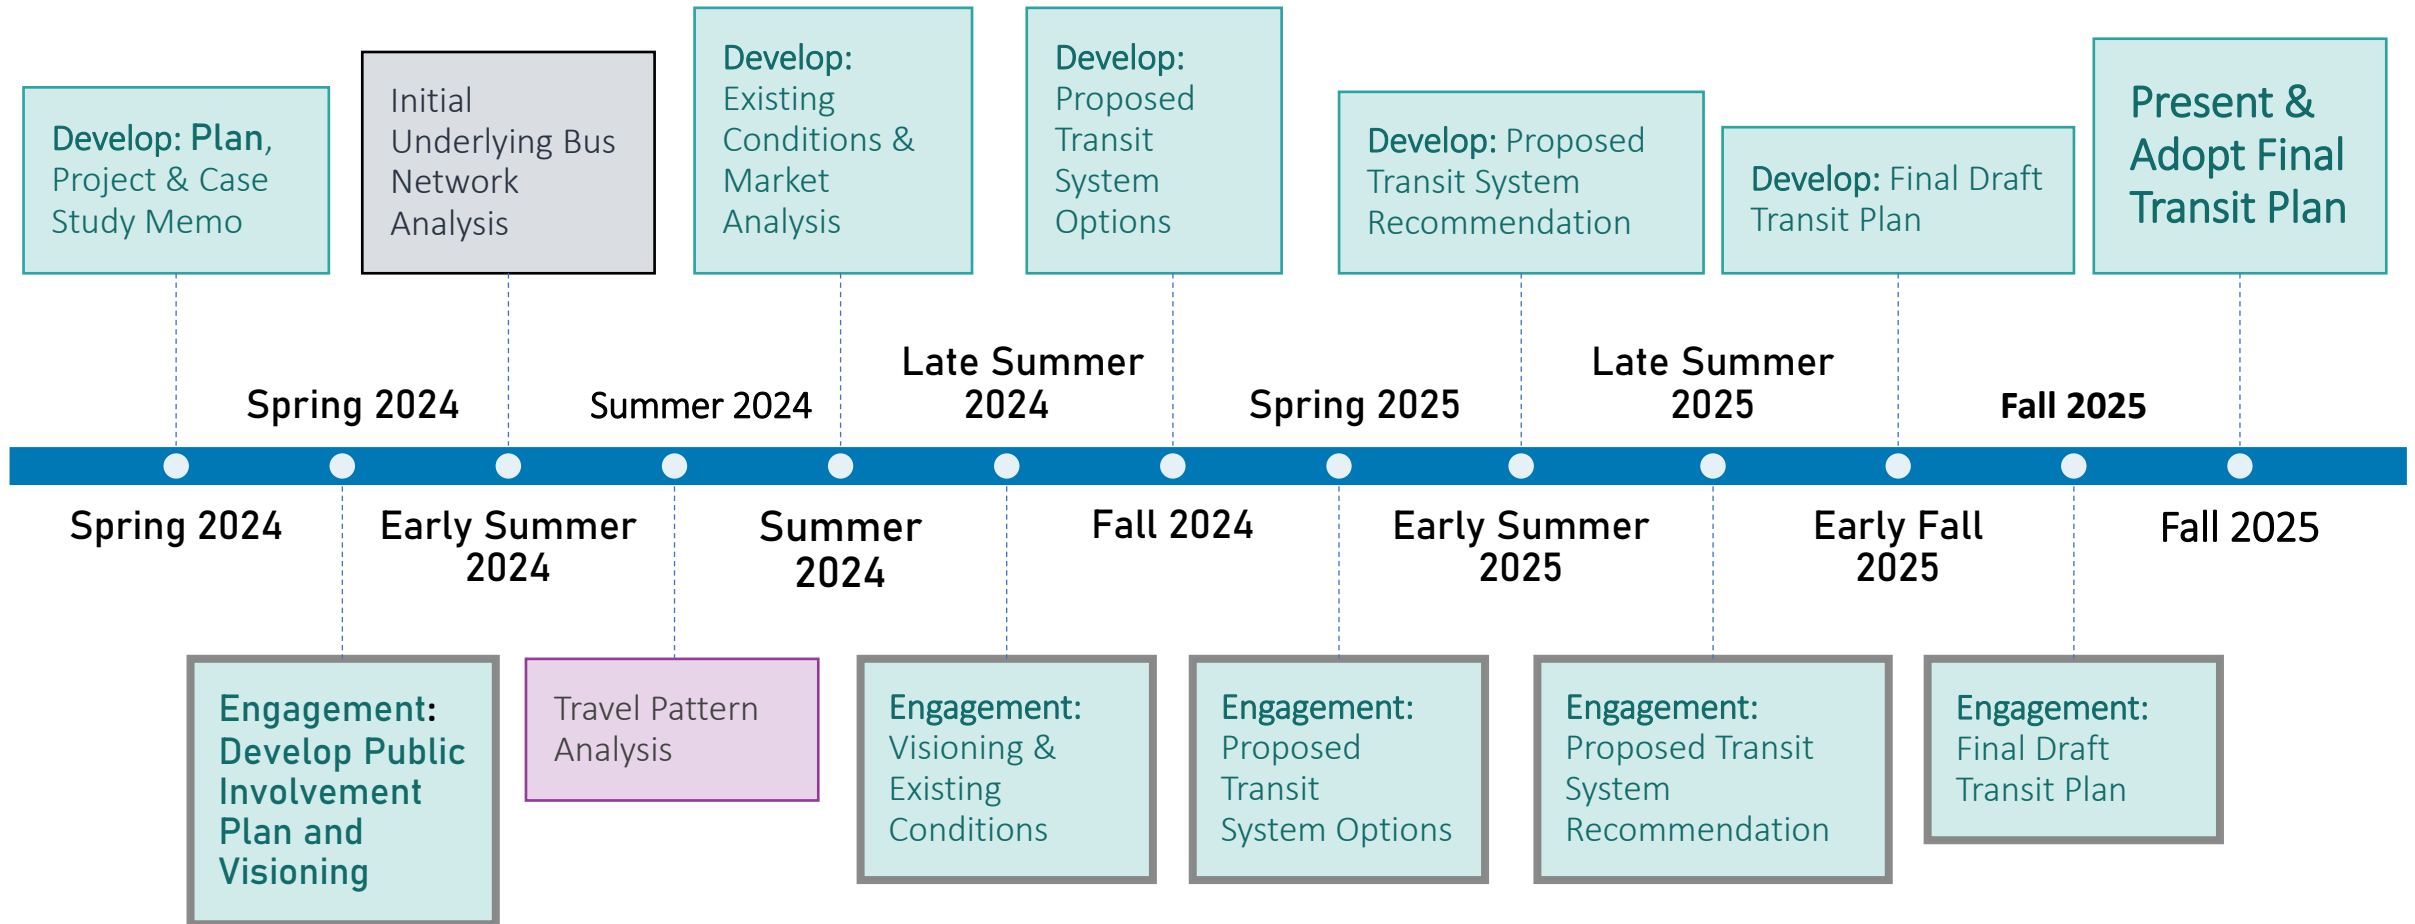 Develop: Plan,
Project & Case
Study Memo
Initial
Underlying Bus
Network
Analysis
Develop:
Existing
Conditions &
Market
Analysis
Develop:
Proposed
Transit
System
Options
Develop: Proposed
Transit System
Recommendation
Develop: Final Draft
Transit Plan
Present &
Adopt Final
Transit Plan
Spring 2024
Summer 2024
Late Summer
2024
Spring 2025
Late Summer
2025
Fall 2025
Spring 2024
Early Summer
2024
Summer
2024
Fall 2024
Early Summer
2025
Early Fall
2025
Fall 2025
Engagement:
Develop Public
Involvement
Plan and
Visioning
Travel Pattern
Analysis
Engagement:
Visioning &
Existing
Conditions
Engagement:
Proposed
Transit
System Options
Engagement:
Proposed Transit
System
Recommendation
Engagement:
Final Draft
Transit Plan